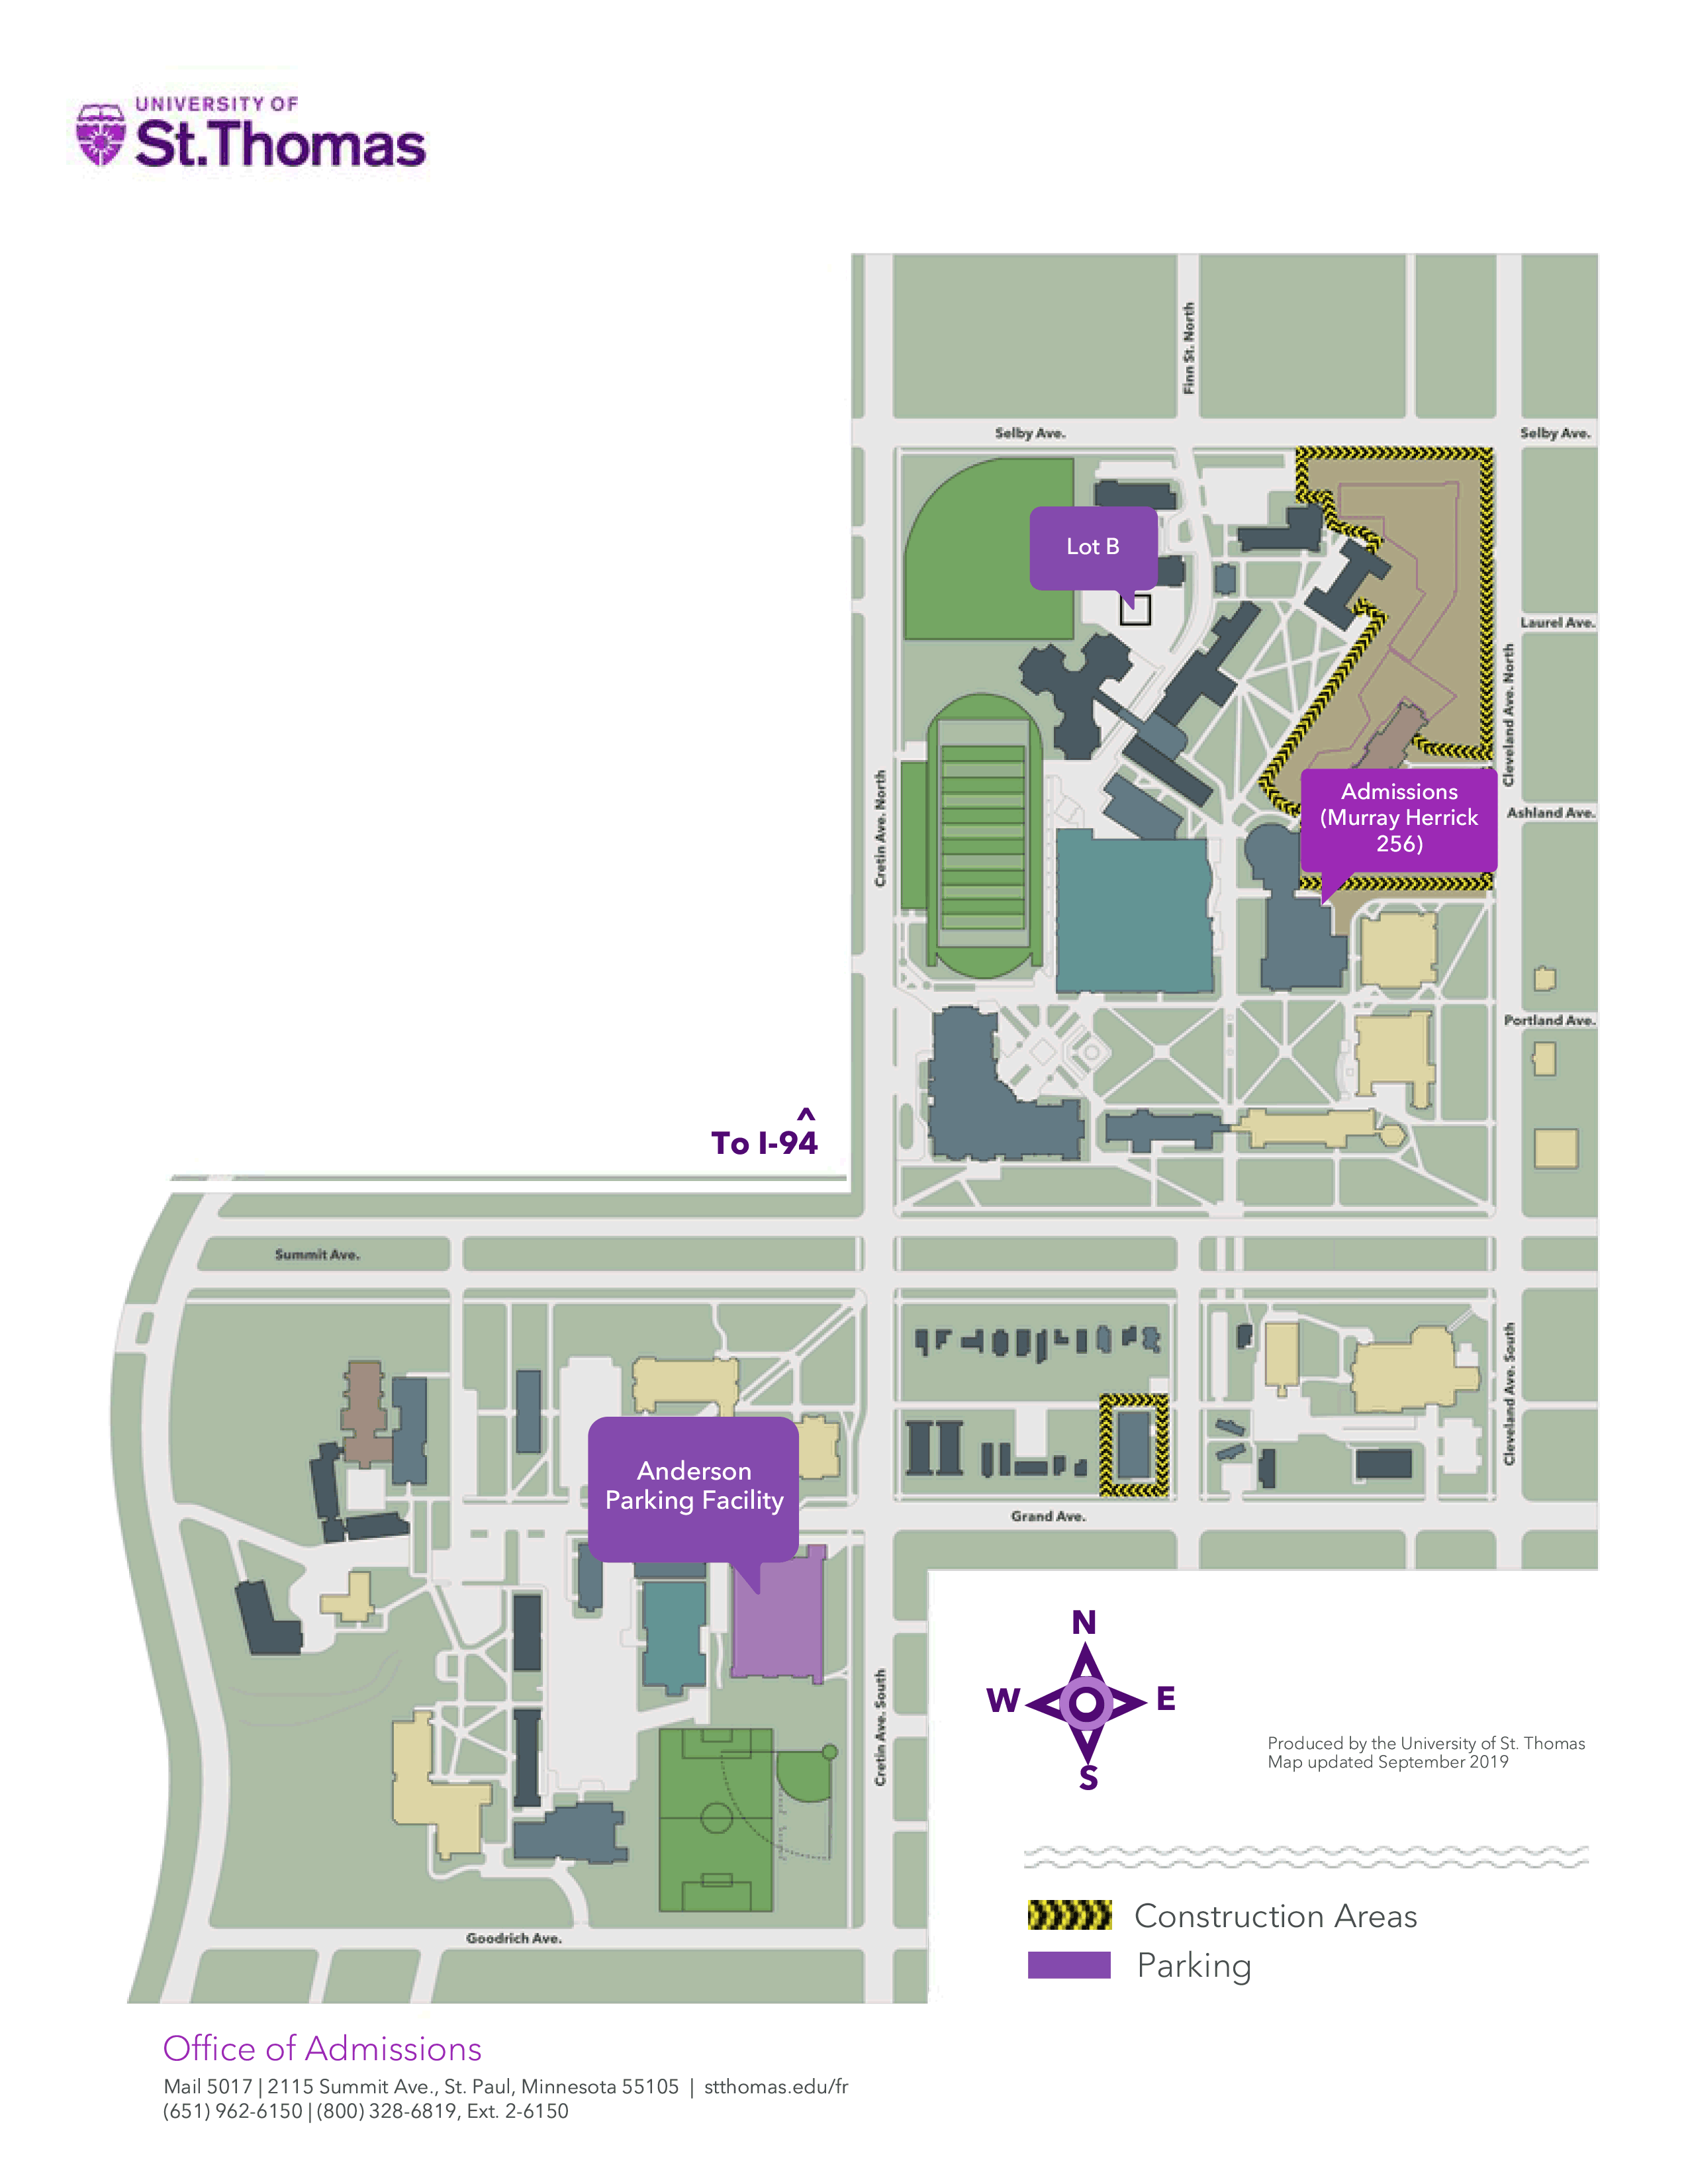 UNIVERSITY OF
St.Thomas
Finn St. North
Selby Ave.
Selby Ave.
Lot B
Laurel Ave.
Cleveland Ave. North
Cretin Ave. North
Admissions
(Murray Herrick
256)
Ashland Ave.
Portland Ave.
^
To I-94
Summit Ave.
Cleveland Ave. South
Anderson
Parking Facility
Grand Ave.
N
W
E
S
Cretin Ave. South
Produced by the University of St. Thomas
Map updated September 2019
Construction Areas
Parking
Goodrich Ave.
Office of Admissions
Mail 5017 | 2115 Summit Ave., St. Paul, Minnesota 55105 | stthomas.edu/fr
(651) 962-6150 | (800) 328-6819, Ext. 2-6150